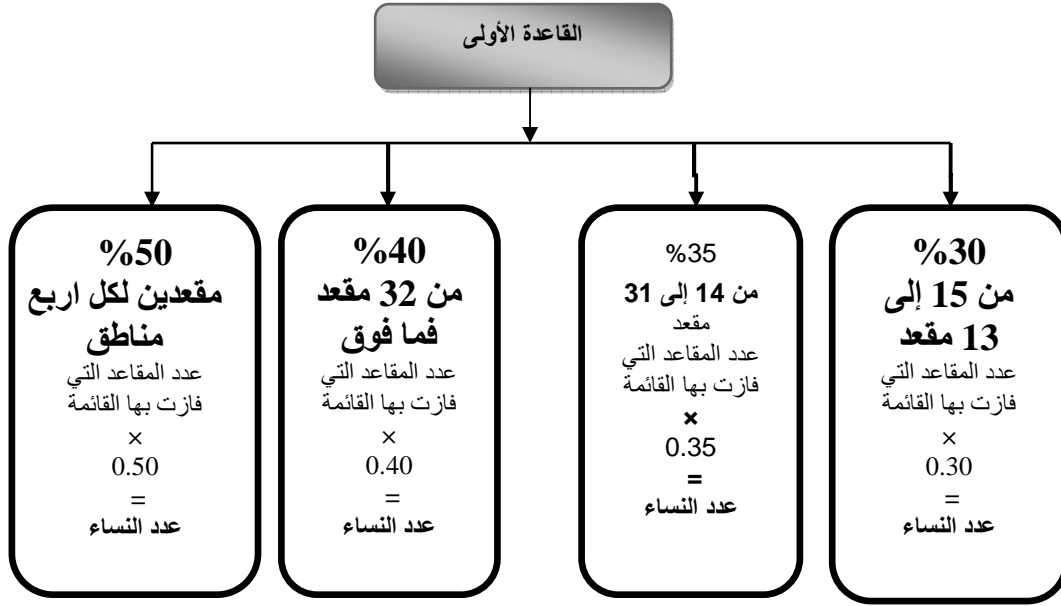 القاعدة الأولى
%30
من 15 إلى
13 مقعد
عدد المقاعد التي
فازت بها القائمة
×
0.30
=
عدد النساء
%35
من 14 إلى 31
مقعد
عدد المقاعد التي
فازت بها القائمة
×
0.35
=
عدد النساء
%40
من 32 مقعد
فما فوق
عدد المقاعد التي
فازت بها القائمة
×
0.40
=
عدد النساء
%50
مقعدين لكل اربع
مناطق
عدد المقاعد التي
فازت بها القائمة
×
0.50
=
عدد النساء